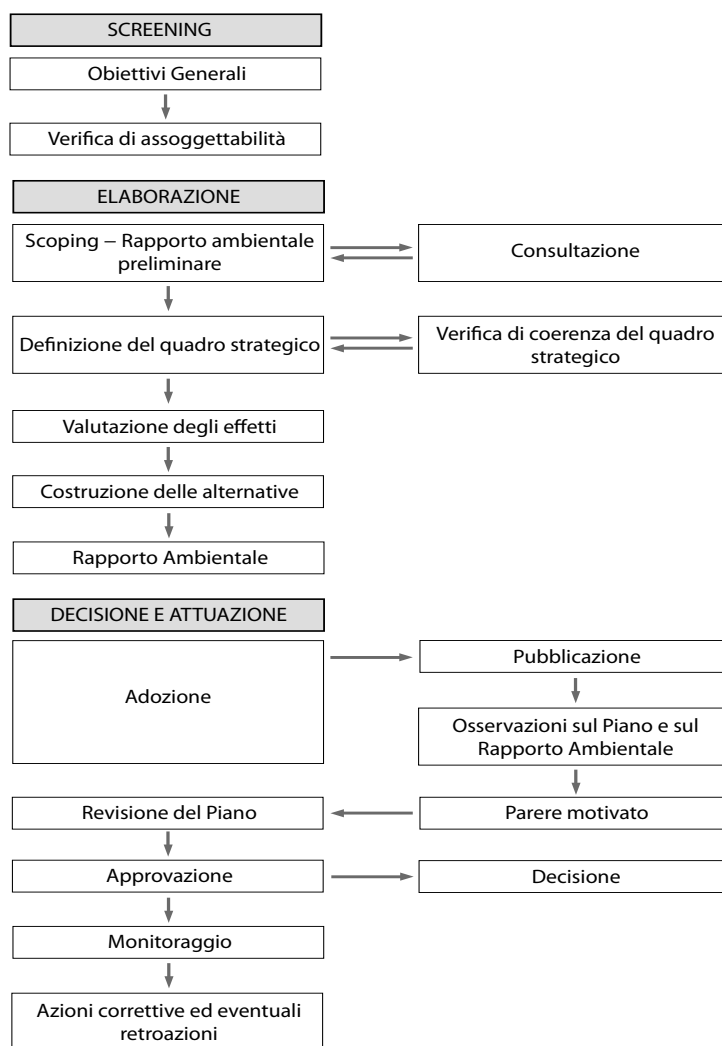 SCREENING
Obiettivi Generali
Verifica di assoggettabilità
ELABORAZIONE
Scoping – Rapporto ambientale
preliminare
Consultazione
Definizione del quadro strategico
Verifica di coerenza del quadro
strategico
Valutazione degli effetti
Costruzione delle alternative
Rapporto Ambientale
DECISIONE E ATTUAZIONE
Adozione
Pubblicazione
Osservazioni sul Piano e sul
Rapporto Ambientale
Revisione del Piano
Parere motivato
Approvazione
Decisione
Monitoraggio
Azioni correttive ed eventuali
retroazioni